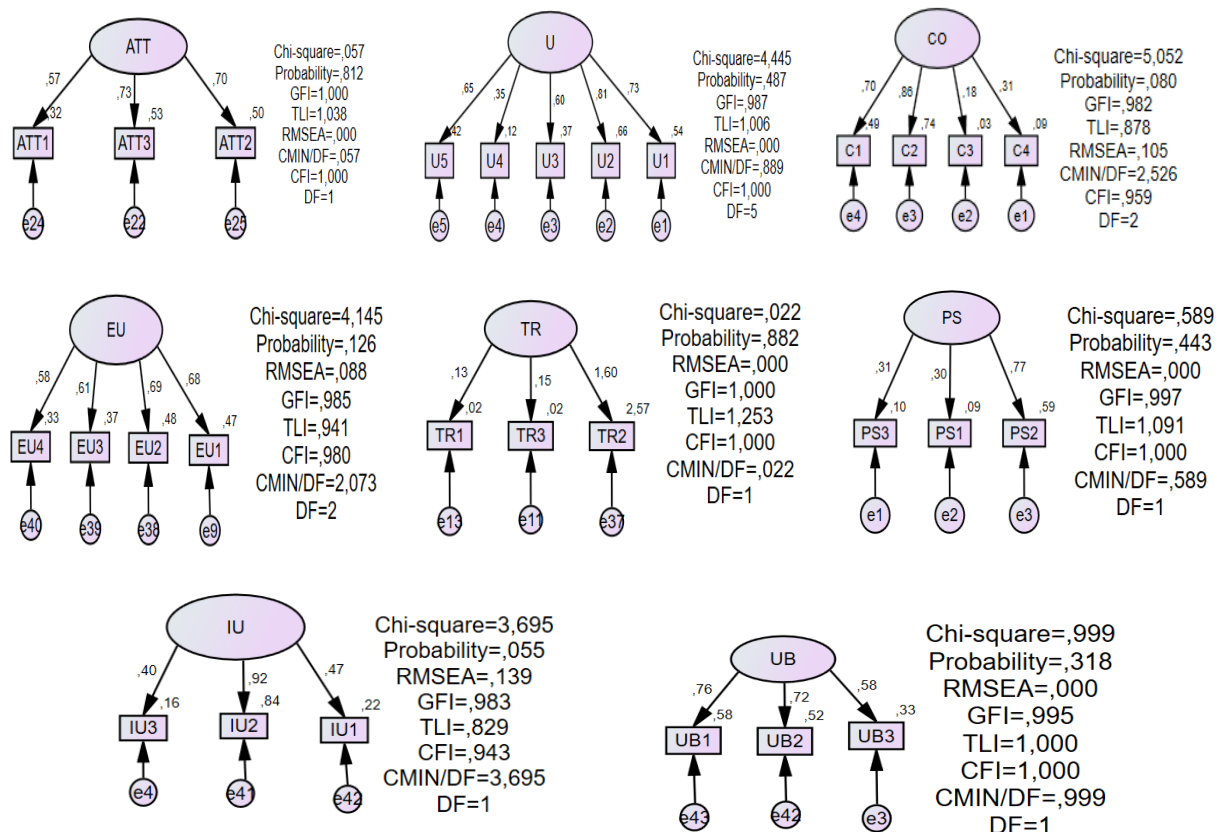 ATT
,57
,73
,70
,32
,53
,50
ATT1
ATT3
ATT2
e24
e22
e25
Chi-square=,057
Probability=,812
GFI=1,000
TLI=1,038
RMSEA=,000
CMIN/DF=,057
CFI=1,000
DF=1
U
,65
,35
,60
,81
,73
,42
,12
,37
,66
,54
U5
U4
U3
U2
U1
e5
e4
e3
e2
e1
Chi-square=4,445
Probability=,487
GFI=,987
TLI=1,006
RMSEA=,000
CMIN/DF=,889
CFI=1,000
DF=5
CO
,70
,86
,18
,31
,49
,74
,03
,09
C1
C2
C3
C4
e4
e3
e2
e1
Chi-square=5,052
Probability=,080
GFI=,982
TLI=,878
RMSEA=,105
CMIN/DF=2,526
CFI=,959
DF=2
EU
,58
,61
,69
,68
,33
,37
,48
,47
EU4
EU3
EU2
EU1
e40
e39
e38
e9
Chi-square=4,145
Probability=,126
RMSEA=,088
GFI=,985
TLI=,941
CFI=,980
CMIN/DF=2,073
DF=2
TR
,13
,15
1,60
,02
,02
2,57
TR1
TR3
TR2
e13
e11
e37
Chi-square=,022
Probability=,882
RMSEA=,000
GFI=1,000
TLI=1,253
CFI=1,000
CMIN/DF=,022
DF=1
PS
,31
,30
,77
,10
,09
,59
PS3
PS1
PS2
e1
e2
e3
Chi-square=,589
Probability=,443
RMSEA=,000
GFI=,997
TLI=1,091
CFI=1,000
CMIN/DF=,589
DF=1
IU
,40
,92
,47
,16
,84
,22
IU3
IU2
IU1
e4
e41
e42
Chi-square=3,695
Probability=,055
RMSEA=,139
GFI=,983
TLI=,829
CFI=,943
CMIN/DF=3,695
DF=1
UB
,76
,72
,58
,58
,52
,33
UB1
UB2
UB3
e43
e42
e3
Chi-square=,999
Probability=,318
RMSEA=,000
GFI=,995
TLI=1,000
CFI=1,000
CMIN/DF=,999
DF=1